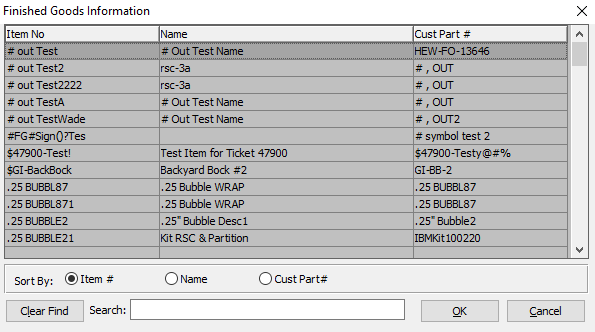 Finished Goods Information
Item No Name Cust Part #
# out Test # Out Test Name HEW-FO-13646
# out Test2 rsc-3a # , OUT
# out Test2222 rsc-3a # , OUT
# out TestA # Out Test Name # , OUT
# out TestWade # Out Test Name # , OUT2
#FG#Sign()?Tes # symbol test 2
$47900-Test! Test Item for Ticket 47900 $47900-Testy@#%
$GI-BackBock Backyard Bock #2 GI-BB-2
.25 BUBBL87 .25 Bubble WRAP .25 BUBBL87
.25 BUBBL871 .25 Bubble WRAP .25 BUBBL87
.25 BUBBLE2 .25" Bubble Desc1 .25" Bubble2
.25 BUBBLE21 Kit RSC & Partition IBMKit100220
Sort By: Item # Name Cust Part#
Clear Find Search: OK Cancel